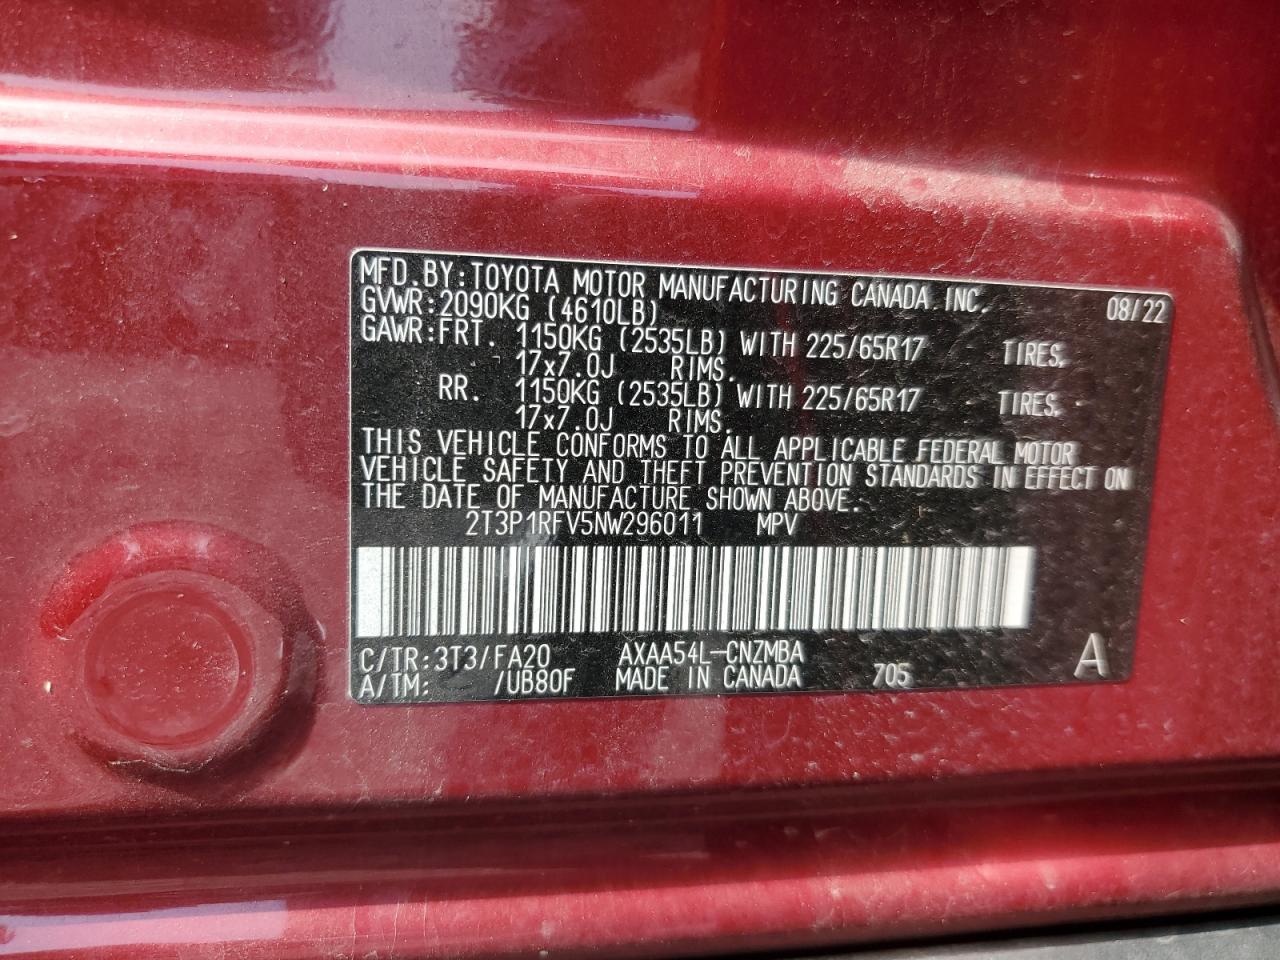 MFD.BY:TOYOTA MOTOR MANUFACTURING CANADA INC. 08/22
GVWR:2090KG (4610LB)
GAWR:FRT. 1150KG (2535LB) WITH 225/65R17 TIRES,
17x7.0J RIMS.
RR. 1150KG (2535LB) WITH 225/65R17 TIRES,
17x7.0J RIMS.
THIS VEHICLE CONFORMS TO ALL APPLICABLE FEDERAL MOTOR
VEHICLE SAFETY AND THEFT PREVENTION STANDARDS IN EFFECT ON
THE DATE OF MANUFACTURE SHOWN ABOVE.
2T3P1RFV5NW296011 MPV
C/TR:3T3/FA20 AXAA54L-CNZMBA A
A/TM: /UB80F MADE IN CANADA 705